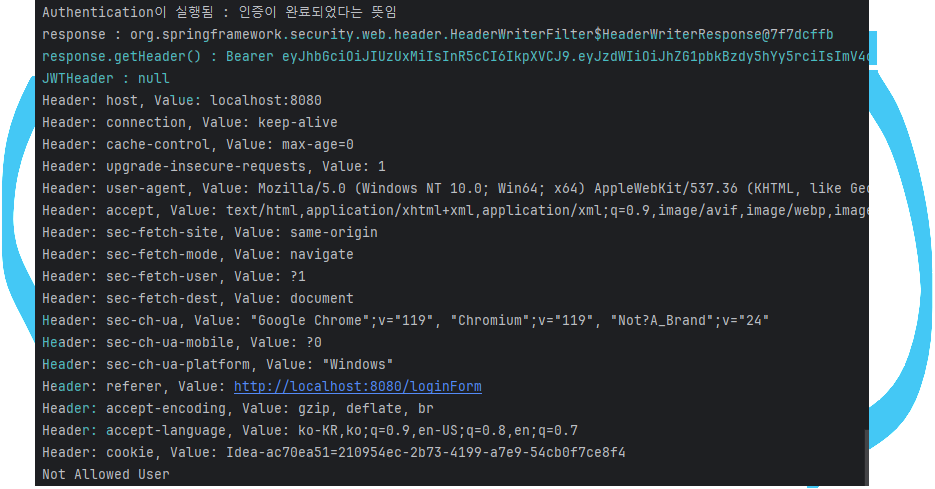 Authentication이 실행됨 : 인증이 완료되었다는 뜻임
response : org.springframework.security.web.header.HeaderWriterFilter$HeaderWriterResponse@7f7dcffb
response.getHeader() : Bearer eyJhbGciOiJIUzUxMiIsInR5cCI6IkpXVCJ9.eyJzdWIiOiJhZG1pbkBzdy5hYy5rciIsImV4c
JWTHeader : null
Header: host, Value: localhost:8080
Header: connection, Value: keep-alive
Header: cache-control, Value: max-age=0
Header: upgrade-insecure-requests, Value: 1
Header: user-agent, Value: Mozilla/5.0 (Windows NT 10.0; Win64; x64) AppleWebKit/537.36 (KHTML, like Gec
Header: accept, Value: text/html,application/xhtml+xml,application/xml;q=0.9,image/avif,image/webp,image
Header: sec-fetch-site, Value: same-origin
Header: sec-fetch-mode, Value: navigate
Header: sec-fetch-user, Value: ?1
Header: sec-fetch-dest, Value: document
Header: sec-ch-ua, Value: "Google Chrome";v="119", "Chromium";v="119", "Not?A_Brand";v="24"
Header: sec-ch-ua-mobile, Value: ?0
Header: sec-ch-ua-platform, Value: "Windows"
Header: referer, Value: http://localhost:8080/loginForm
Header: accept-encoding, Value: gzip, deflate, br
Header: accept-language, Value: ko-KR,ko;q=0.9,en-US;q=0.8,en;q=0.7
Header: cookie, Value: Idea-ac70ea51=210954ec-2b73-4199-a7e9-54cb0f7ce8f4
Not Allowed User